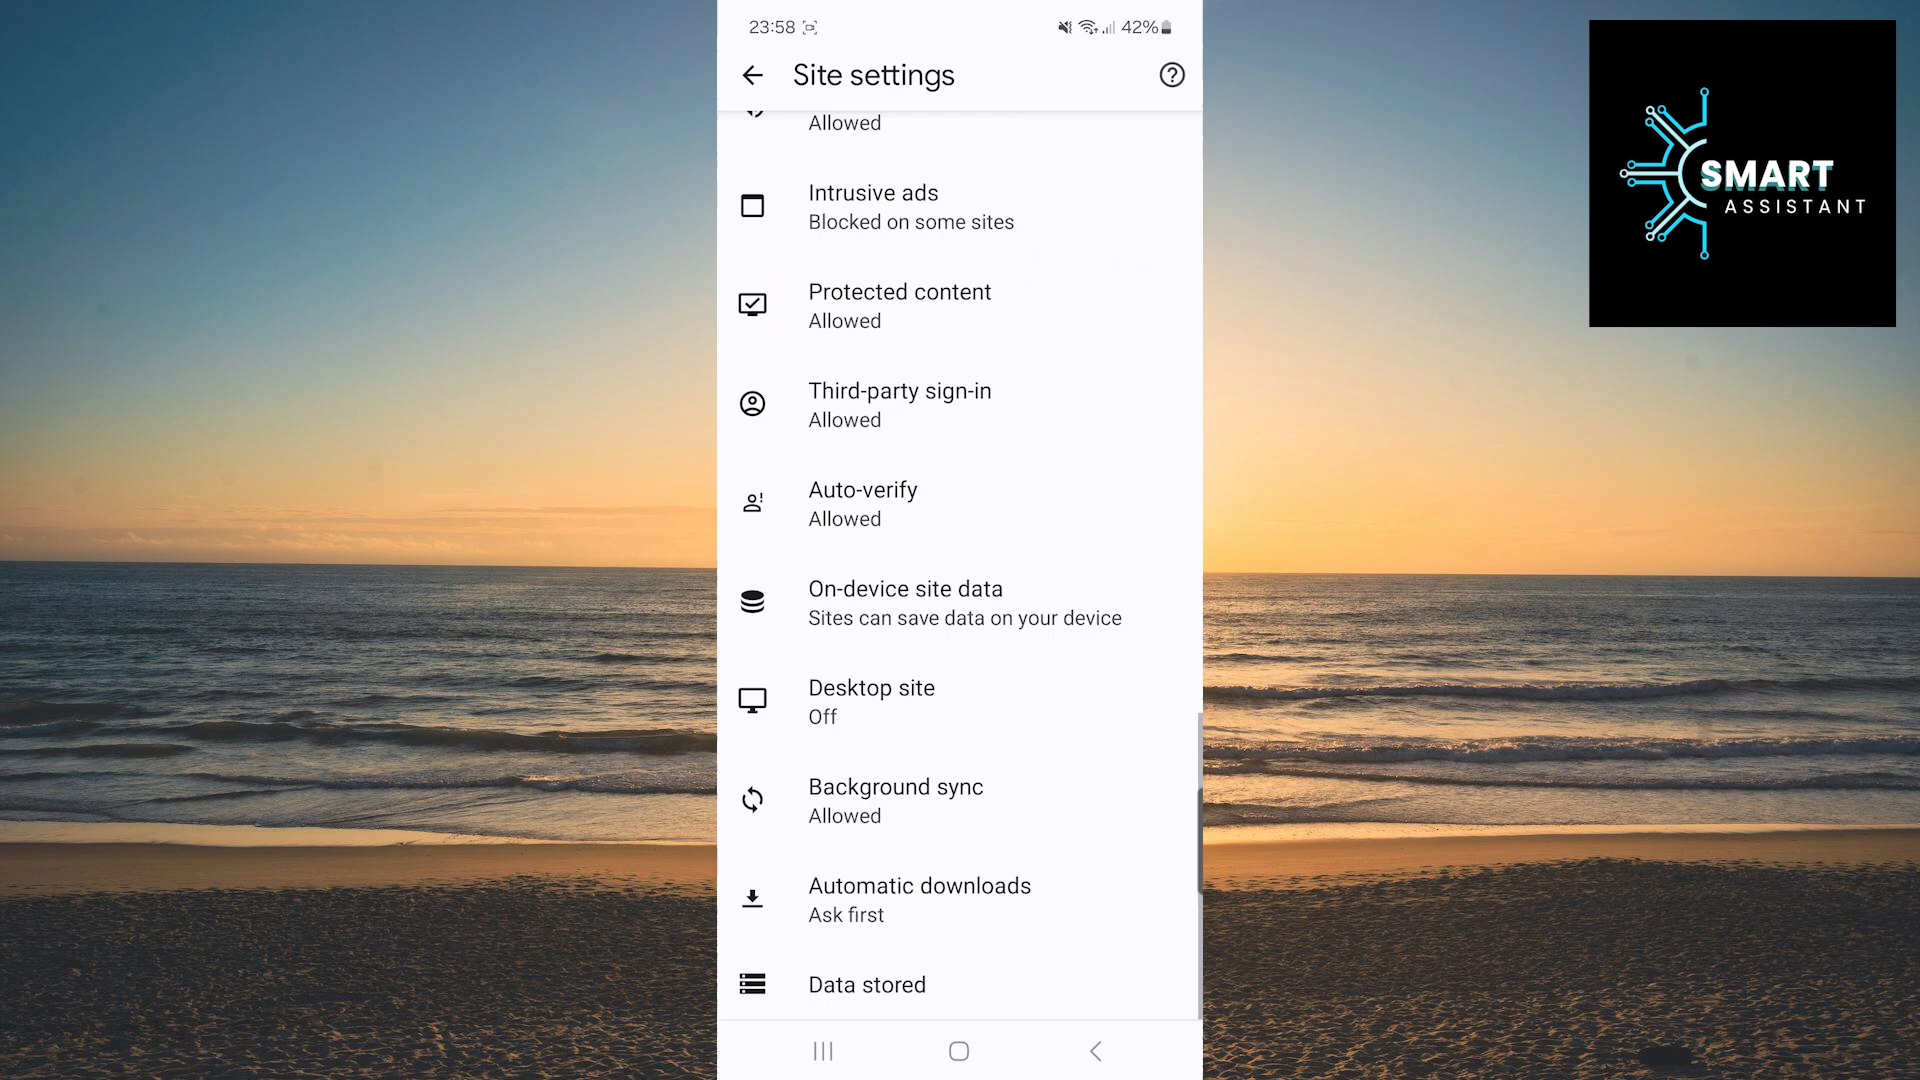 23:58
42%
Site settings
Allowed
Intrusive ads
Blocked on some sites
Protected content
Allowed
Third-party sign-in
Allowed
Auto-verify
Allowed
On-device site data
Sites can save data on your device
Desktop site
Off
Background sync
Allowed
Automatic downloads
Ask first
Data stored
SMART
ASSISTANT